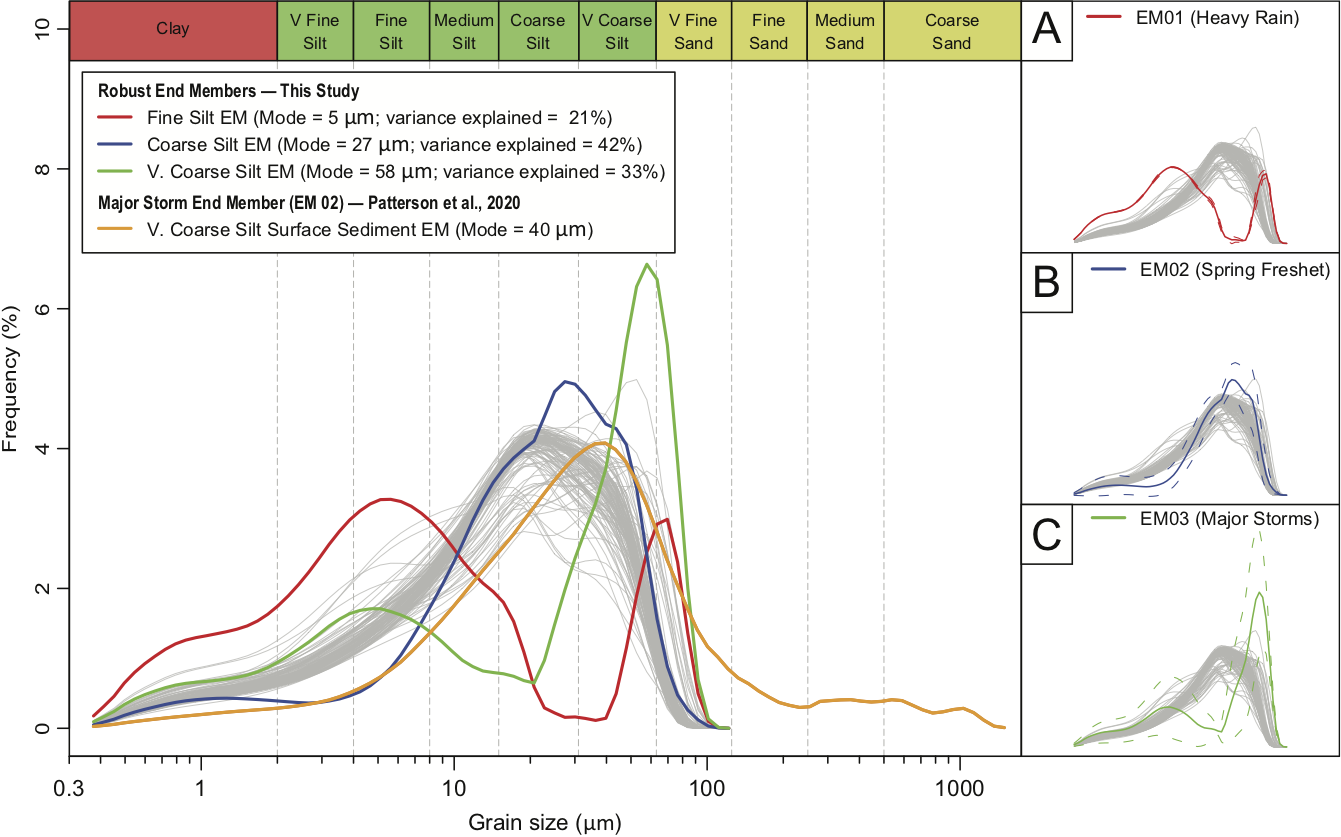 Clay
V Fine
Silt
Fine
Silt
Medium
Silt
Coarse
Silt
V Coarse
Silt
V Fine
Sand
Fine
Sand
Medium
Sand
Coarse
Sand
Robust End Members — This Study
Fine Silt EM (Mode = 5 µm; variance explained = 21%)
Coarse Silt EM (Mode = 27 µm; variance explained = 42%)
V. Coarse Silt EM (Mode = 58 µm; variance explained = 33%)
Major Storm End Member (EM 02) — Patterson et al., 2020
V. Coarse Silt Surface Sediment EM (Mode = 40 µm)
Frequency (%)
10
8
6
4
2
0
0.3
1
10
100
1000
Grain size (µm)
A
EM01 (Heavy Rain)
B
EM02 (Spring Freshet)
C
EM03 (Major Storms)